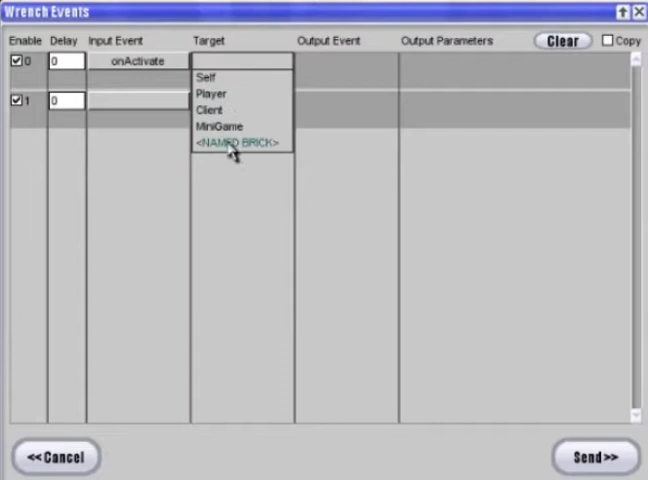 Wrench Events
Enable Delay Input Event Target Output Event Output Parameters Clear Copy
0 0 onActivate
Self
Player
1 0
Client
MiniGame
<NAMED BRICK>
<<Cancel Send>>